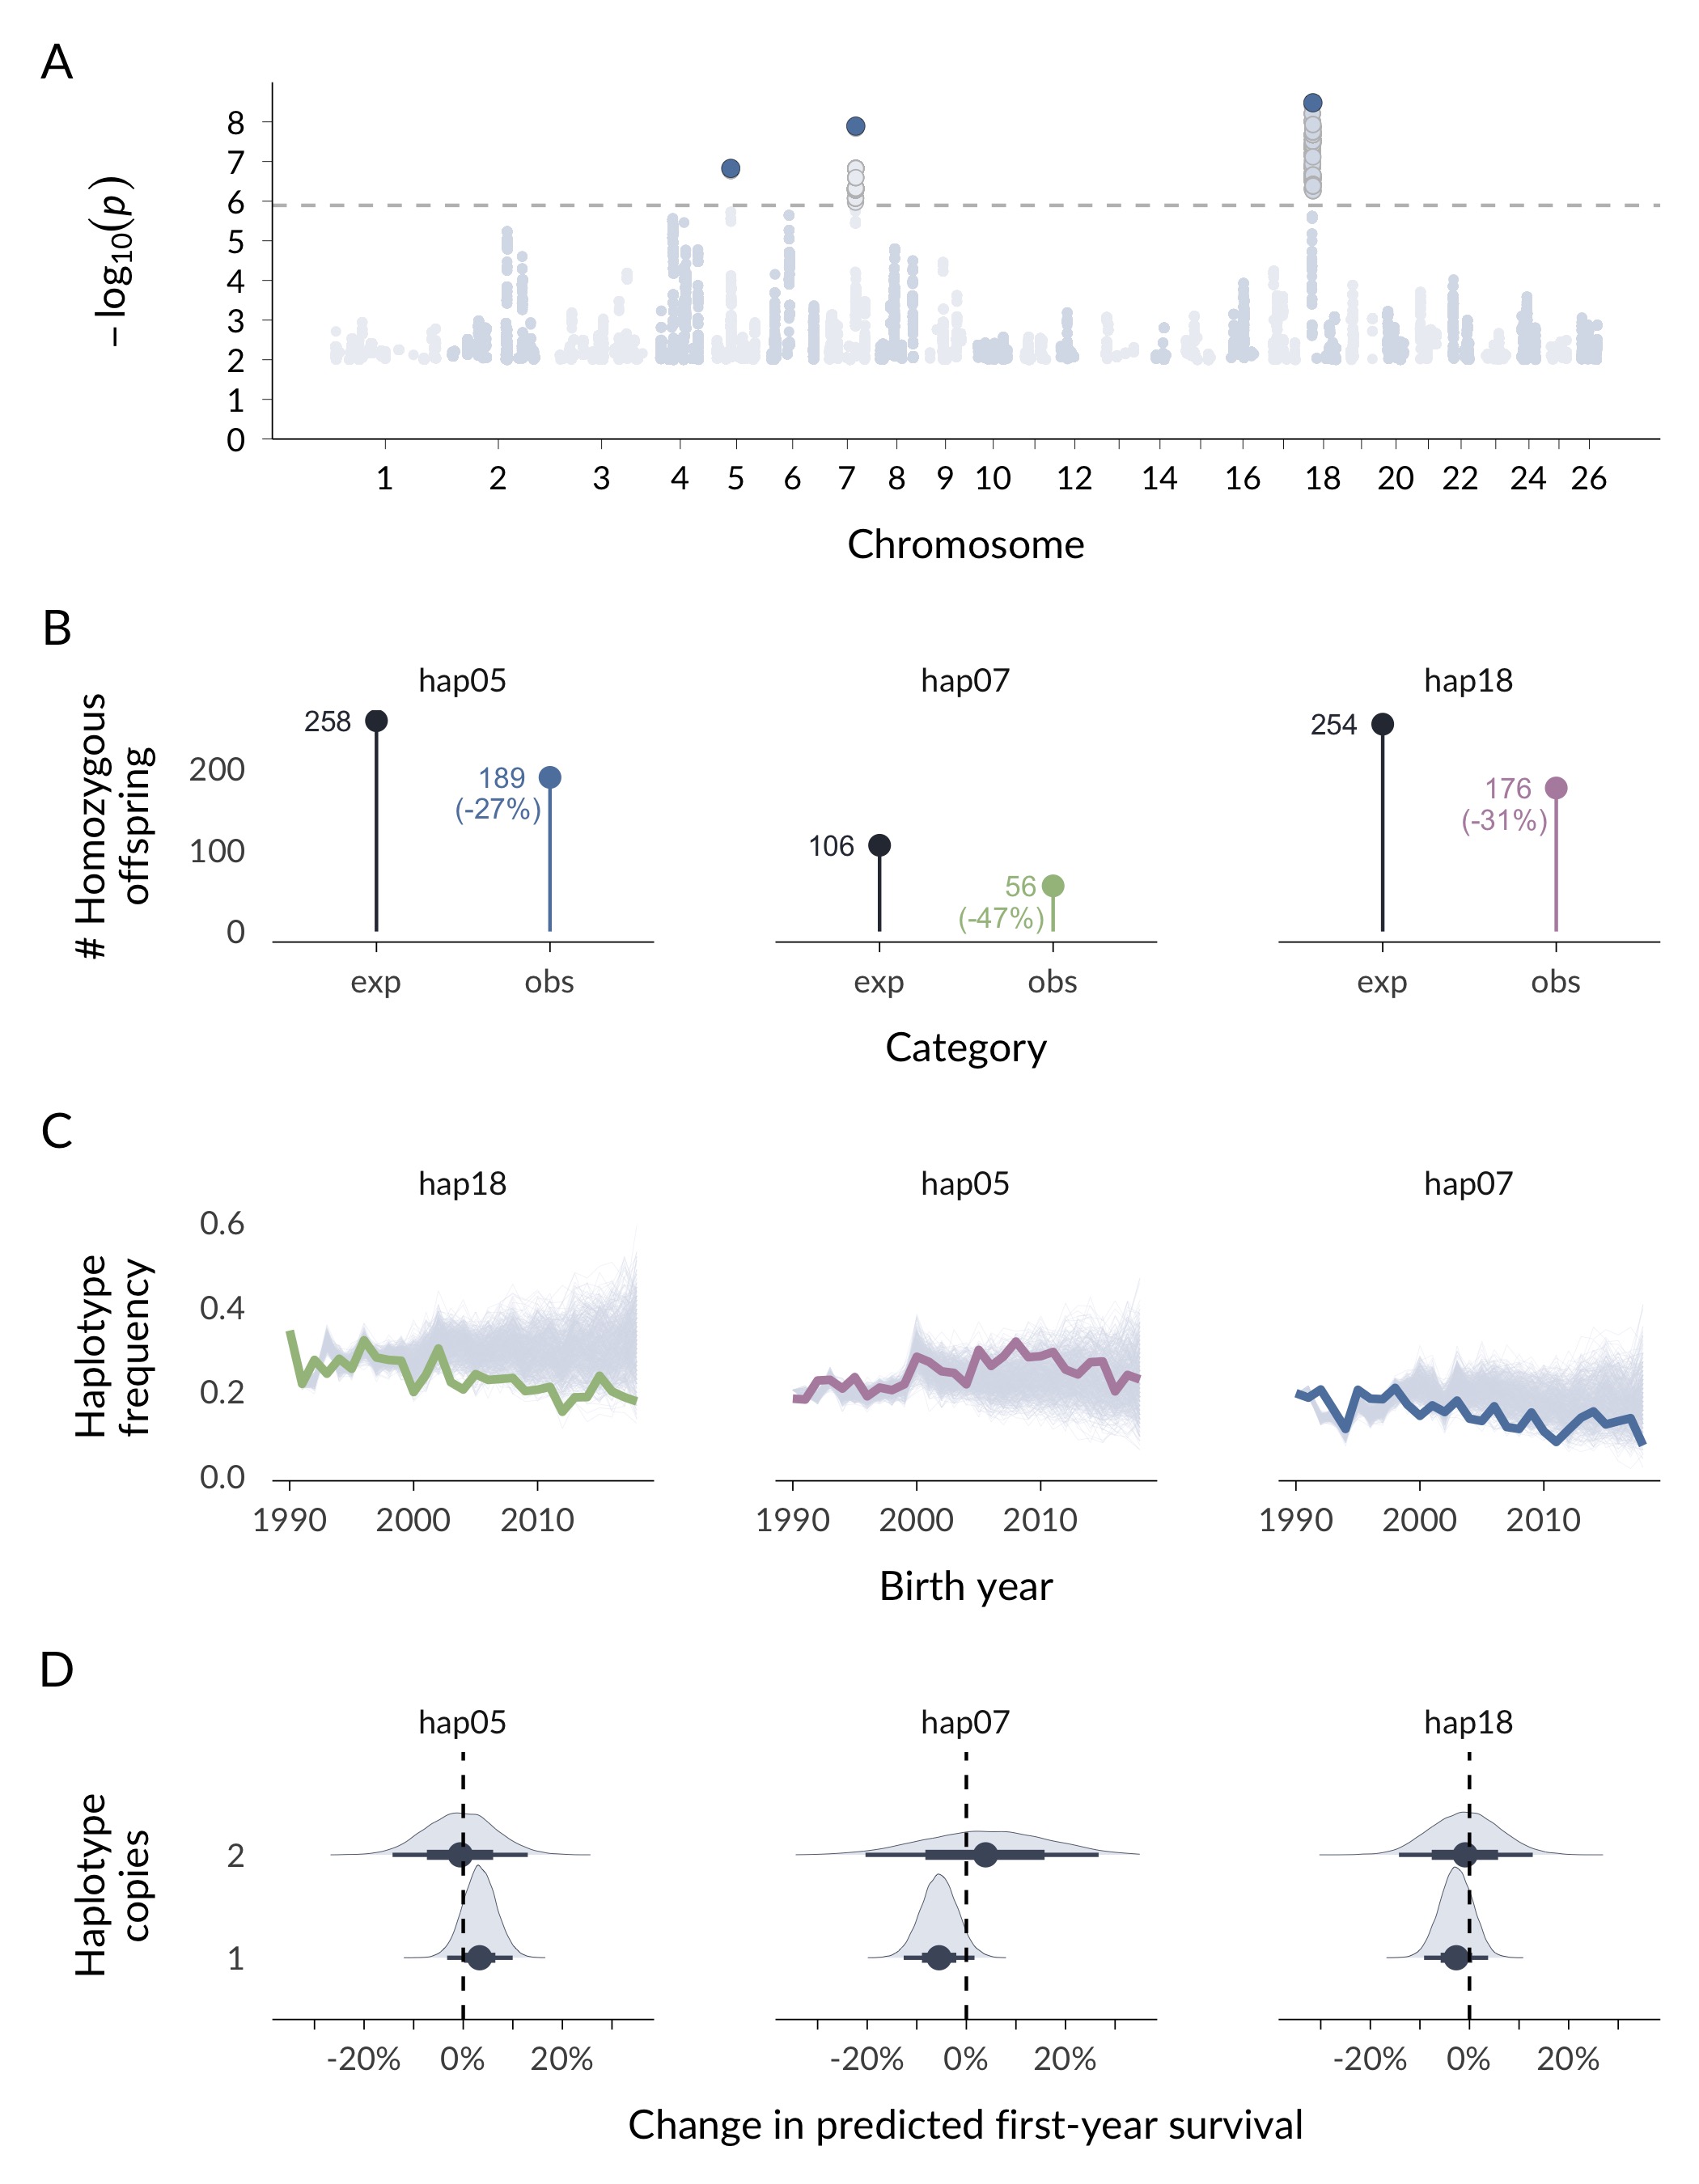 A
8
7
6
5
4
3
2
1
0
− log10(p)
1 2 3 4 5 6 7 8 9 10 12 14 16 18 20 22 24 26
Chromosome
B
hap05 hap07 hap18
# Homozygous
offspring
200
100
0
258
189
(-27%)
106
56
(-47%)
254
176
(-31%)
exp obs exp obs exp obs
Category
C
hap18 hap05 hap07
Haplotype
frequency
0.6
0.4
0.2
0.0
1990 2000 2010 1990 2000 2010 1990 2000 2010
Birth year
D
hap05 hap07 hap18
Haplotype
copies
2
1
-20% 0% 20% -20% 0% 20% -20% 0% 20%
Change in predicted first-year survival